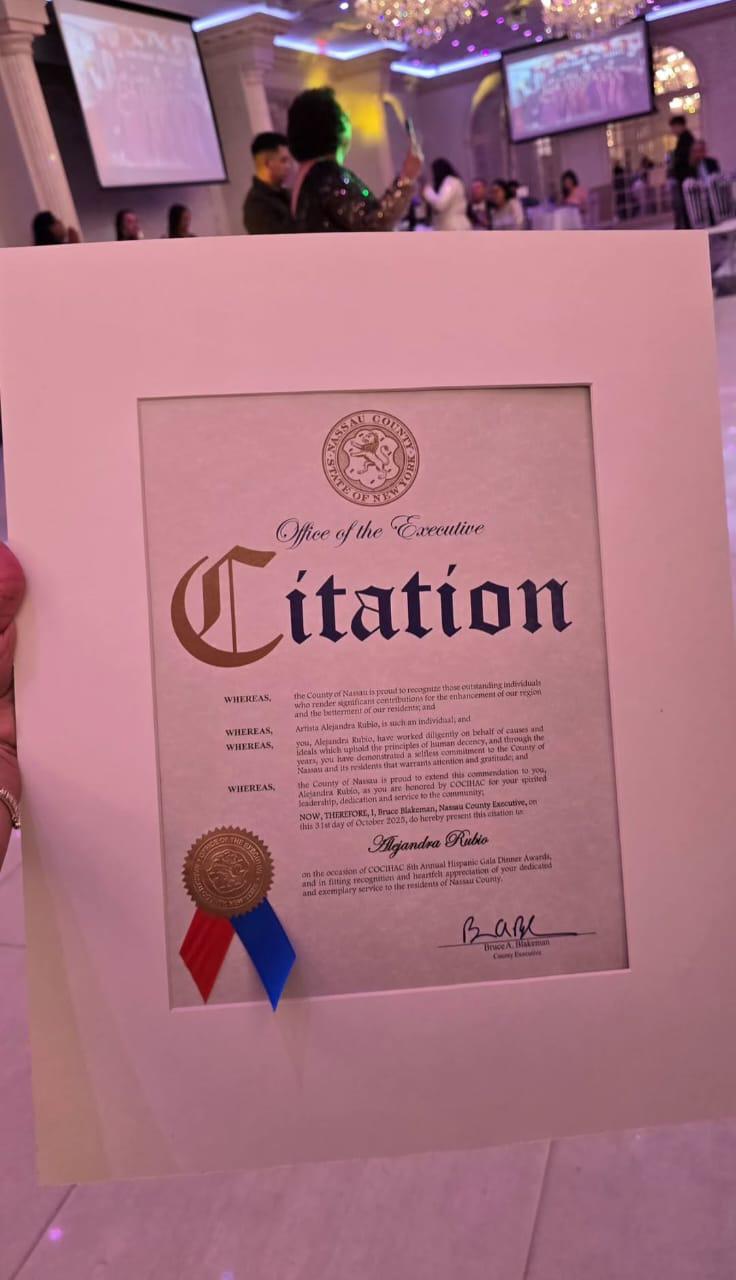 NASSAU COUNTY
STATE OF NEW YORK
Office of the Executive
Citation
WHEREAS, the County of Nassau is proud to recognize those outstanding individuals
who render significant contributions for the enhancement of our region
and the betterment of our residents; and
WHEREAS, Artista Alejandra Rubio, is such an individual; and
WHEREAS, you, Alejandra Rubio, have worked diligently on behalf of causes and
ideals which uphold the principles of human decency, and through the
years, you have demonstrated a selfless commitment to the County of
Nassau and its residents that warrants attention and gratitude; and
WHEREAS, the County of Nassau is proud to extend this commendation to you,
Alejandra Rubio, as you are honored by COCIHAC for your spirited
leadership, dedication and service to the community;
NOW, THEREFORE, I, Bruce Blakeman, Nassau County Executive, on
this 31st day of October 2025, do hereby present this citation to:
Alejandra Rubio
on the occasion of COCIHAC 8th Annual Hispanic Gala Dinner Awards,
and in fitting recognition and heartfelt appreciation of your dedicated
and exemplary service to the residents of Nassau County.
OFFICE OF THE EXECUTIVE
Bruce A. Blakeman
County Executive